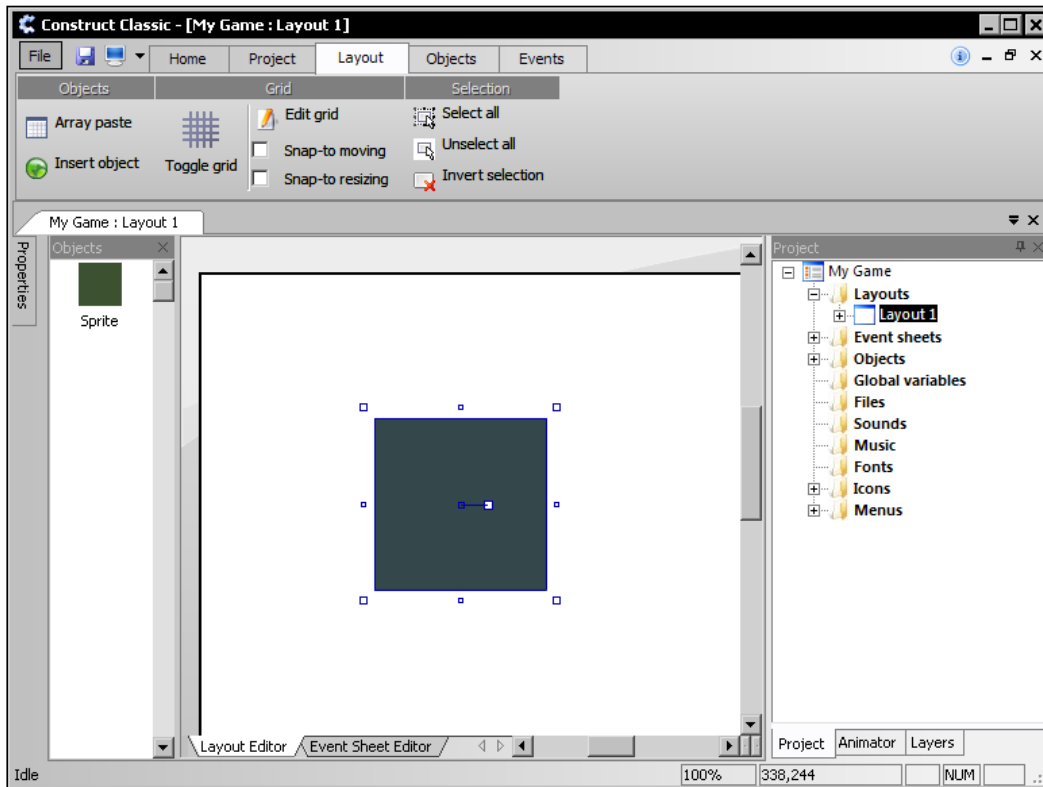 Construct Classic - [My Game : Layout 1]
File Home Project Layout Objects Events
Objects Grid Selection
Array paste
Insert object
Toggle grid
Edit grid
Snap-to moving
Snap-to resizing
Select all
Unselect all
Invert selection
My Game : Layout 1
Properties
Objects
Sprite
Project
My Game
Layouts
Layout 1
Event sheets
Objects
Global variables
Files
Sounds
Music
Fonts
Icons
Menus
Layout Editor Event Sheet Editor
Project Animator Layers
Idle 100% 338,244 NUM